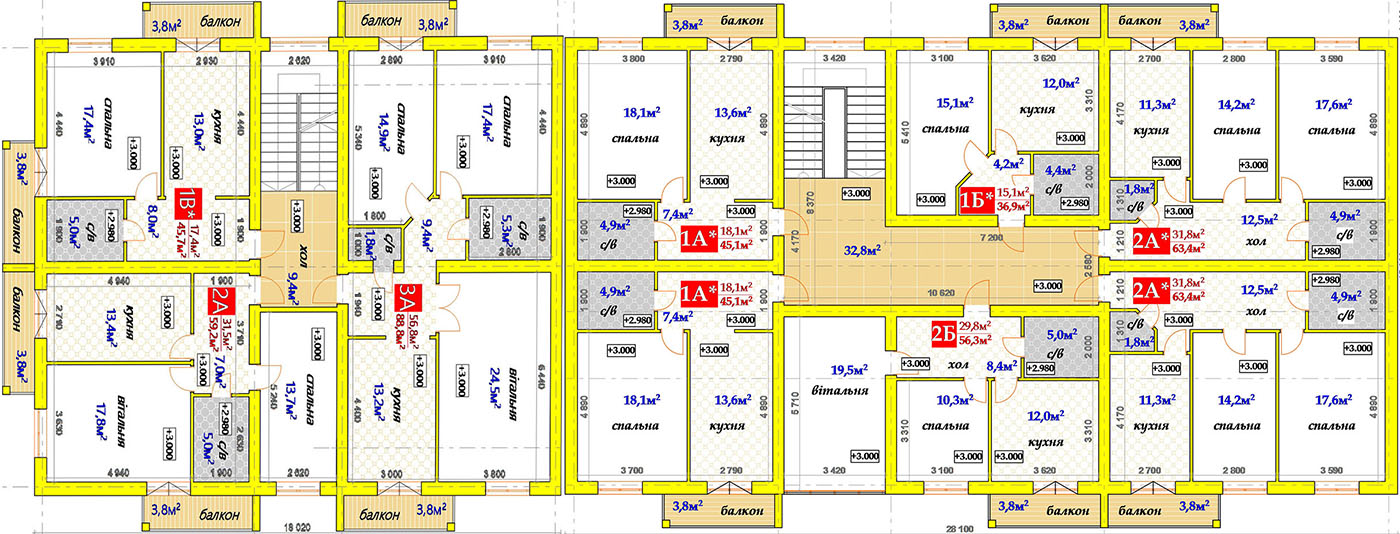 3,8м² балкон
балкон 3,8м²
3,8м² балкон
балкон 3,8м²
3 910
2 930
2 620
2 890
3 910
3 800
2 790
3 420
3 100
3 620
2 700
2 800
3 590
4 440
спальна
17,4м²
+3.000
кухня
13,0м²
+3.000
4 440
5 340
спальна
14,9м²
+3.000
спальна
17,4м²
+3.000
4 440
4 890
18,1м²
спальна
+3.000
13,6м²
кухня
4 890
+3.000
15,1м²
спальна
5 410
12,0м²
кухня
3 310
+3.000
11,3м²
кухня
4 170
+3.000
14,2м²
спальна
+3.000
17,6м²
спальна
4 890
+3.000
3,8м²
балкон
1 900
с/в
5,0м²
+2.980
8,0м²
1В*
17,4м²
45,7м²
+3.000
1 900
+3.000
хол
9,4м²
1 800
9,4м²
1,8м²
с/в
1 000
+2.980
с/в
5,3м²
1 900
2 800
1 900
4,9м²
с/в
+2.980
7,4м²
+3.000
1А*
18,1м²
45,1м²
1 900
8 370
4 170
+3.000
32,8м²
7 200
2 580
10 620
+3.000
4,2м²
+3.000
1Б*
15,1м²
36,9м²
4,4м²
с/в
2 000
+2.980
1,8м²
с/в
1 310
+3.000
1 210
2А*
31,8м²
63,4м²
12,5м²
хол
4,9м²
с/в
+2.980
1 900
балкон
3,8м²
4 940
1 900
2 710
кухня
13,4м²
+3.000
2А
31,5м²
59,2м²
3 790
7,0м²
+3.000
1 940
+3.000
3А
56,8м²
88,8м²
4,9м²
с/в
+2.980
7,4м²
+3.000
1А*
18,1м²
45,1м²
1 900
1 210
2А*
31,8м²
63,4м²
12,5м²
хол
+3.000
+2.980
4,9м²
с/в
1 900
с/в
1,8м²
1 310
3 630
вітальня
17,8м²
+3.000
4 940
+2.980
с/в
5,0м²
2 630
1 900
5 240
спальна
13,7м²
+3.000
2 620
4 400
кухня
13,2м²
+3.000
3 000
вітальня
24,5м²
+3.000
6 440
3 800
18,1м²
спальна
+3.000
3 700
13,6м²
кухня
4 890
2 790
19,5м²
вітальня
5 710
+3.000
3 420
2Б
29,8м²
56,3м²
+3.000
хол
8,4м²
5,0м²
с/в
+2.980
2 000
10,3м²
спальна
3 310
+3.000
3 100
12,0м²
кухня
3 310
+3.000
3 620
11,3м²
кухня
4 170
+3.000
2 700
14,2м²
спальна
+3.000
2 800
17,6м²
спальна
4 890
+3.000
3 590
3,8м² балкон
балкон 3,8м²
3,8м² балкон
3,8м² балкон
балкон 3,8м²
18 020
28 100